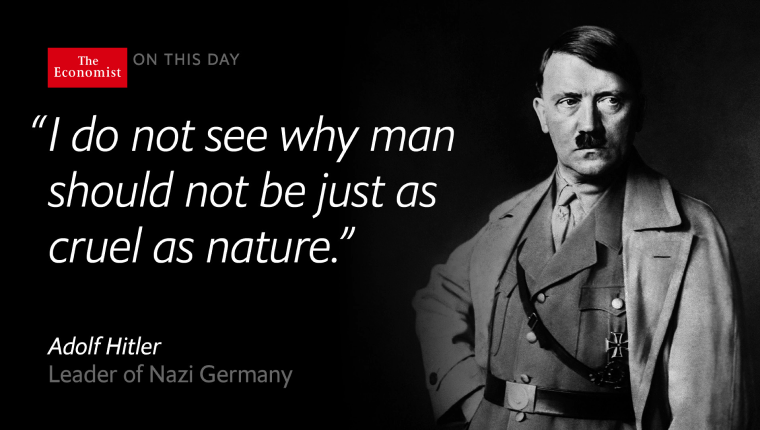 The
Economist
ON THIS DAY
“I do not see why man
should not be just as
cruel as nature.”
Adolf Hitler
Leader of Nazi Germany